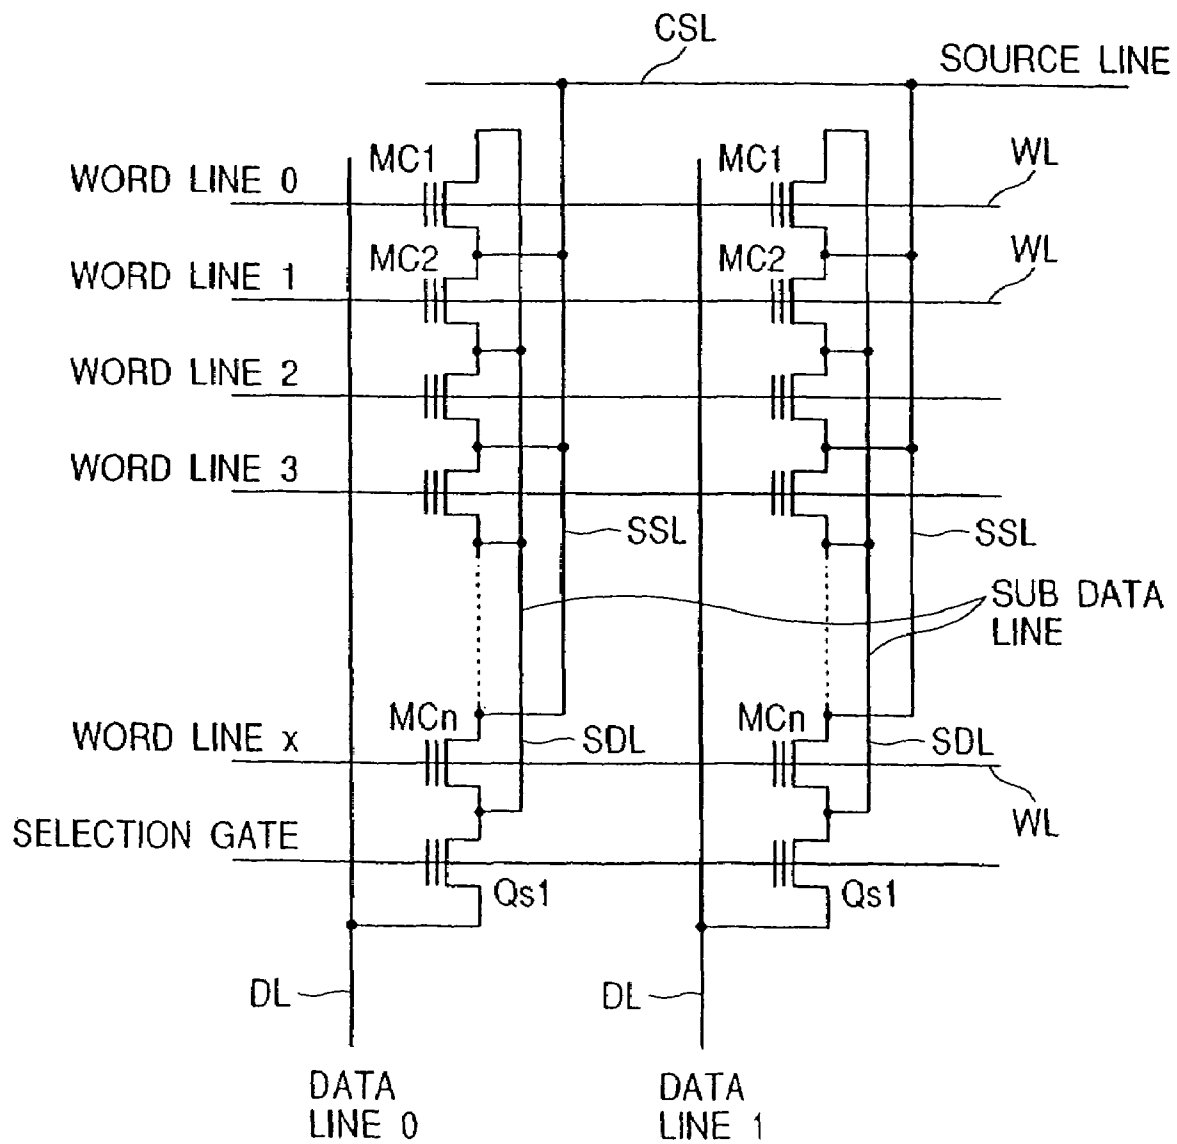 CSL
SOURCE LINE
MC1
MC1
WL
WORD LINE 0
MC2
MC2
WL
WORD LINE 1
WORD LINE 2
WORD LINE 3
SSL
SSL
SUB DATA
LINE
MCn
MCn
WORD LINE x
SDL
SDL
WL
SELECTION GATE
Qs1
Qs1
DL
DL
DATA
LINE 0
DATA
LINE 1